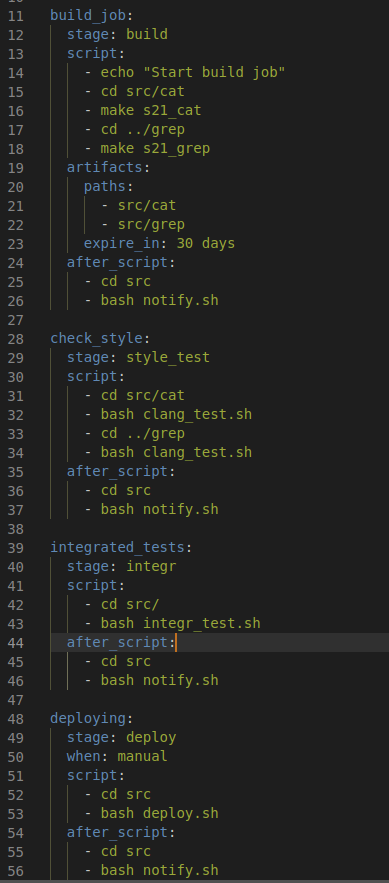 11 build_job:
12   stage: build
13   script:
14     - echo "Start build job"
15     - cd src/cat
16     - make s21_cat
17     - cd ../grep
18     - make s21_grep
19   artifacts:
20     paths:
21       - src/cat
22       - src/grep
23     expire_in: 30 days
24   after_script:
25     - cd src
26     - bash notify.sh
27
28 check_style:
29   stage: style_test
30   script:
31     - cd src/cat
32     - bash clang_test.sh
33     - cd ../grep
34     - bash clang_test.sh
35   after_script:
36     - cd src
37     - bash notify.sh
38
39 integrated_tests:
40   stage: integr
41   script:
42     - cd src/
43     - bash integr_test.sh
44   after_script:
45     - cd src
46     - bash notify.sh
47
48 deploying:
49   stage: deploy
50   when: manual
51   script:
52     - cd src
53     - bash deploy.sh
54   after_script:
55     - cd src
56     - bash notify.sh